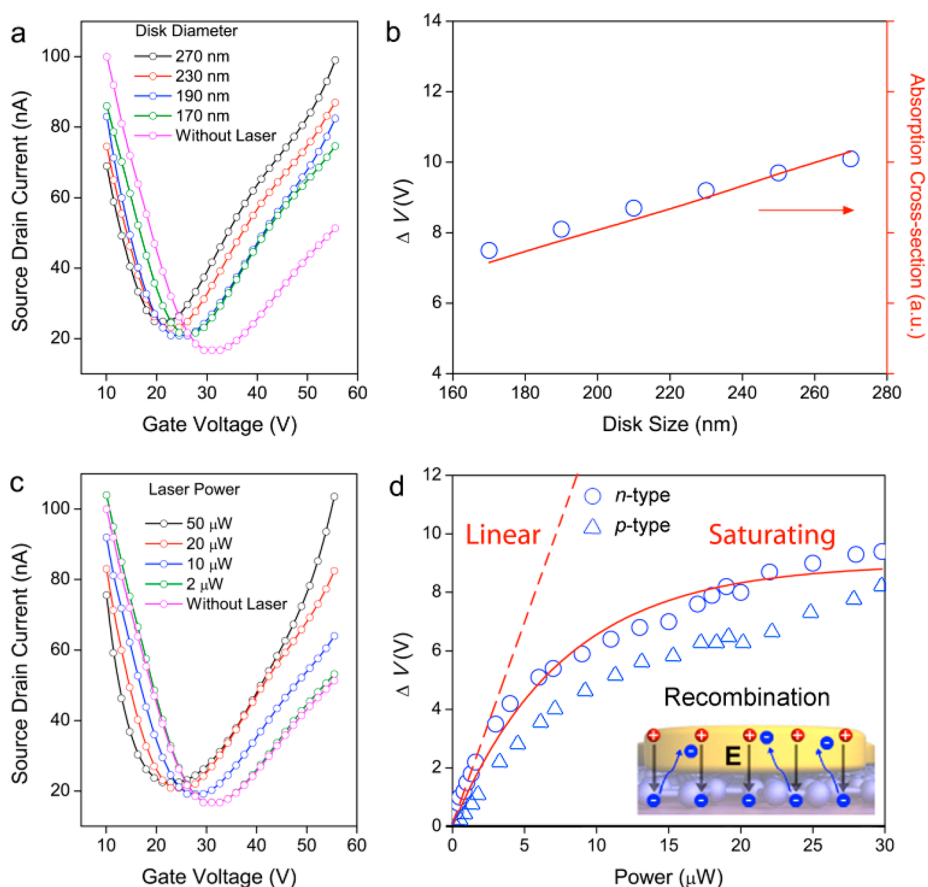 a
Disk Diameter
270 nm
230 nm
190 nm
170 nm
Without Laser
100
80
60
40
20
Source Drain Current (nA)
10 20 30 40 50 60
Gate Voltage (V)
b
14
12
10
8
6
4
Δ V (V)
160 180 200 220 240 260 280
Disk Size (nm)
Absorption Cross-section (a.u.)
c
Laser Power
50 μW
20 μW
10 μW
2 μW
Without Laser
100
80
60
40
20
Source Drain Current (nA)
0 10 20 30 40 50 60
Gate Voltage (V)
d
n-type
p-type
Linear
Saturating
Recombination
E
+ + + + +
− − −
− − − − −
12
10
8
6
4
2
0
Δ V (V)
0 5 10 15 20 25 30
Power (μW)